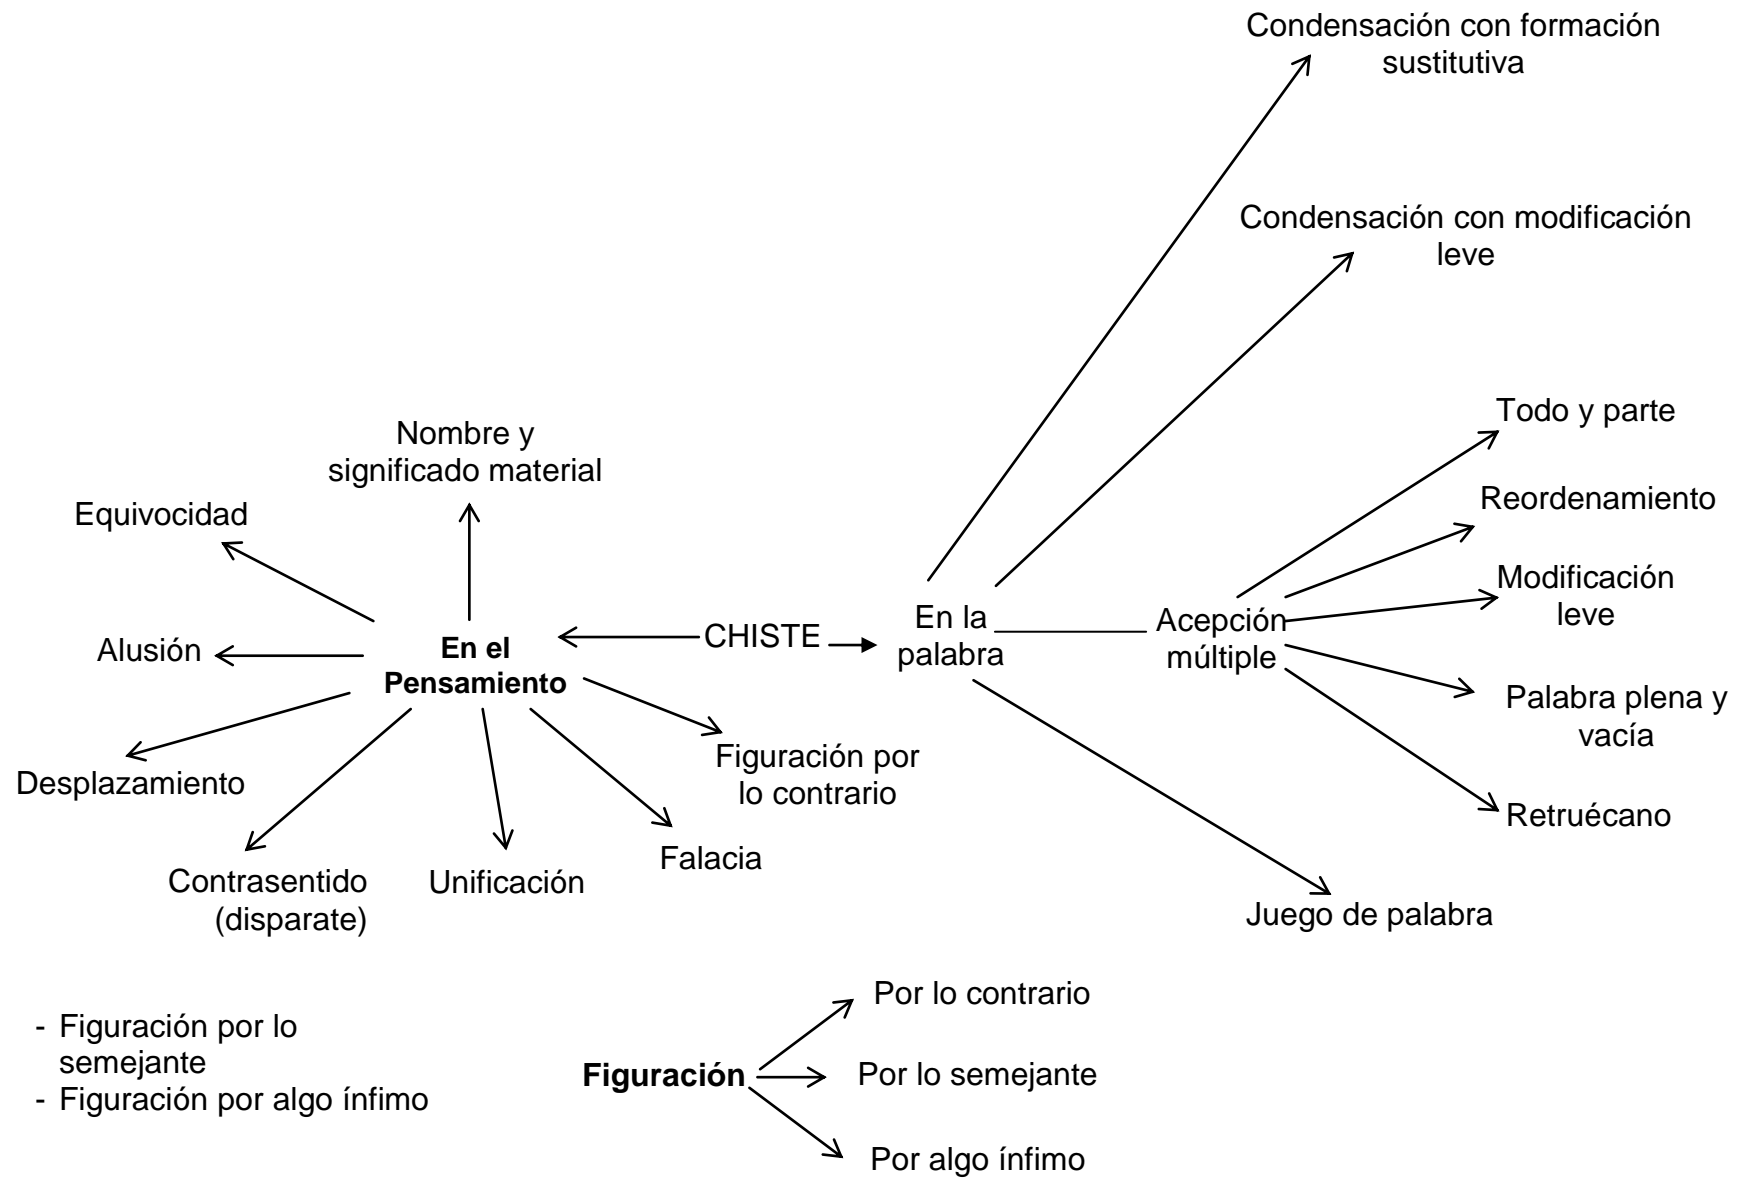 Condensación con formación
sustitutiva
Condensación con modificación
leve
Todo y parte
Nombre y
significado material
Reordenamiento
Equivocidad
Modificación
leve
En la
palabra
Acepción
múltiple
CHISTE
En el
Pensamiento
Alusión
Palabra plena y
vacía
Figuración por
lo contrario
Desplazamiento
Retruécano
Falacia
Contrasentido
(disparate)
Unificación
Juego de palabra
Por lo contrario
- Figuración por lo
semejante
- Figuración por algo ínfimo
Figuración
Por lo semejante
Por algo ínfimo